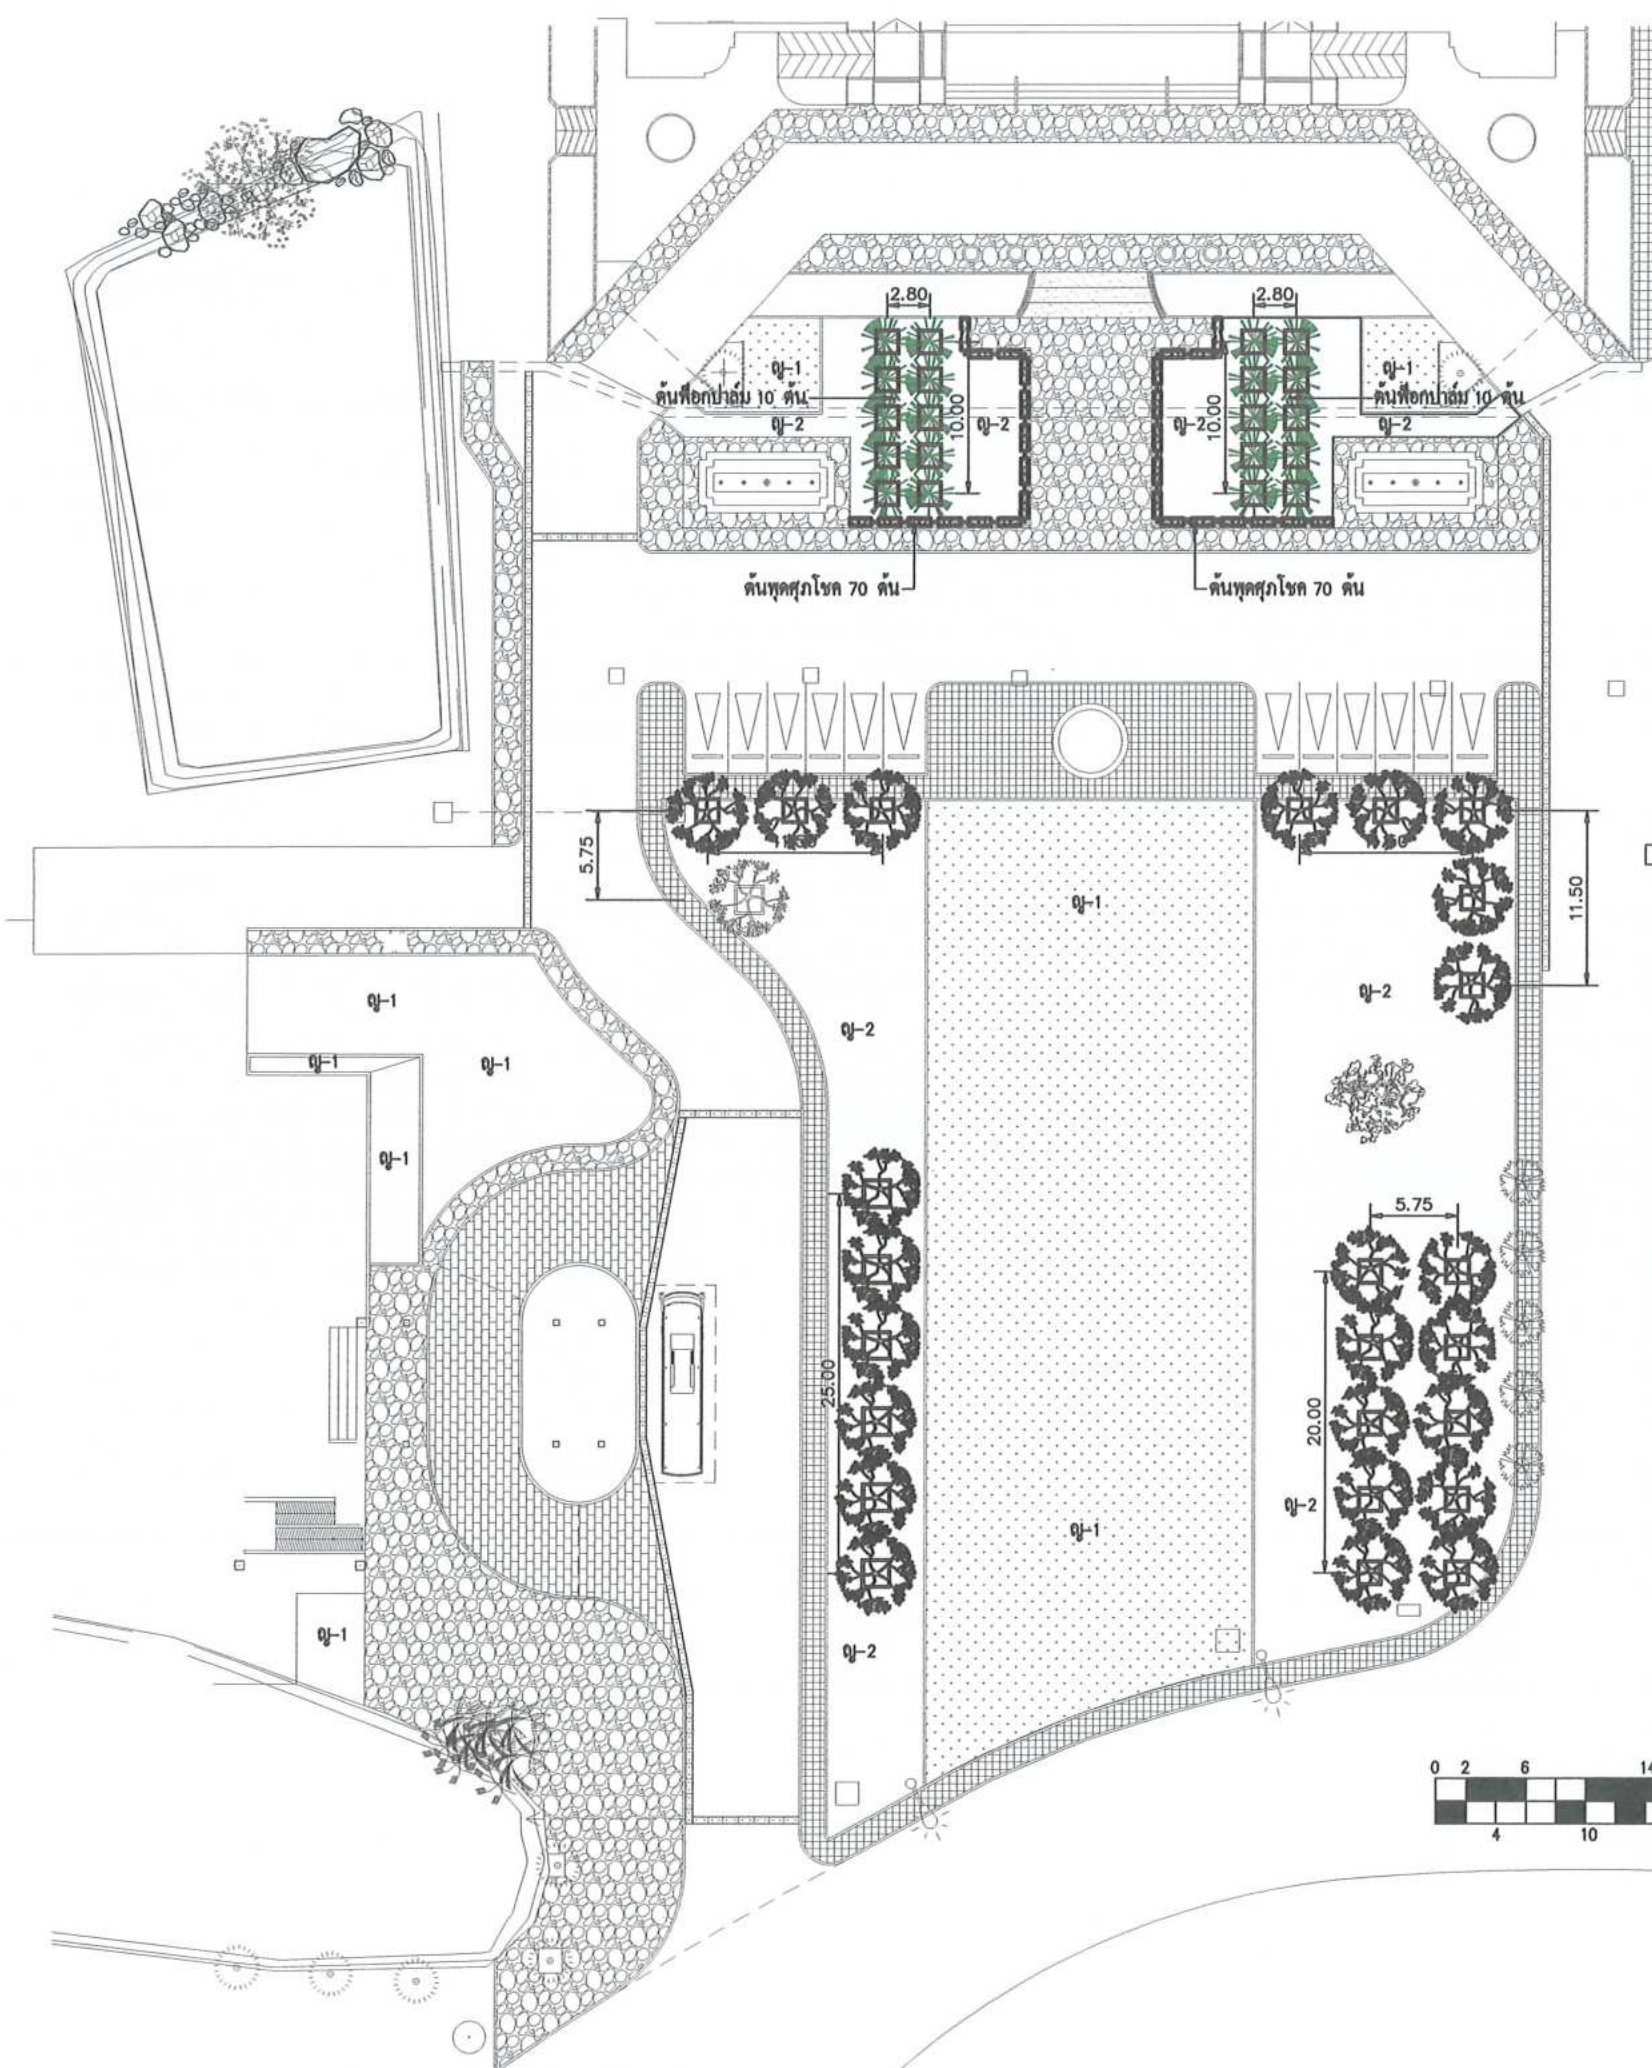 2.80
2.80
ญ-1
ญ-1
ต้นฟอกปาล์ม 10 ต้น
ต้นฟอกปาล์ม 10 ต้น
10.00
10.00
ญ-2
ญ-2
ญ-2
ญ-2
ต้นพุดศุภโชค 70 ต้น
ต้นพุดศุภโชค 70 ต้น
5.75
11.50
ญ-1
ญ-2
ญ-1
ญ-2
ญ-1
ญ-1
ญ-1
5.75
25.00
20.00
ญ-2
ญ-1
ญ-1
ญ-2
0 2 6 14
4 10